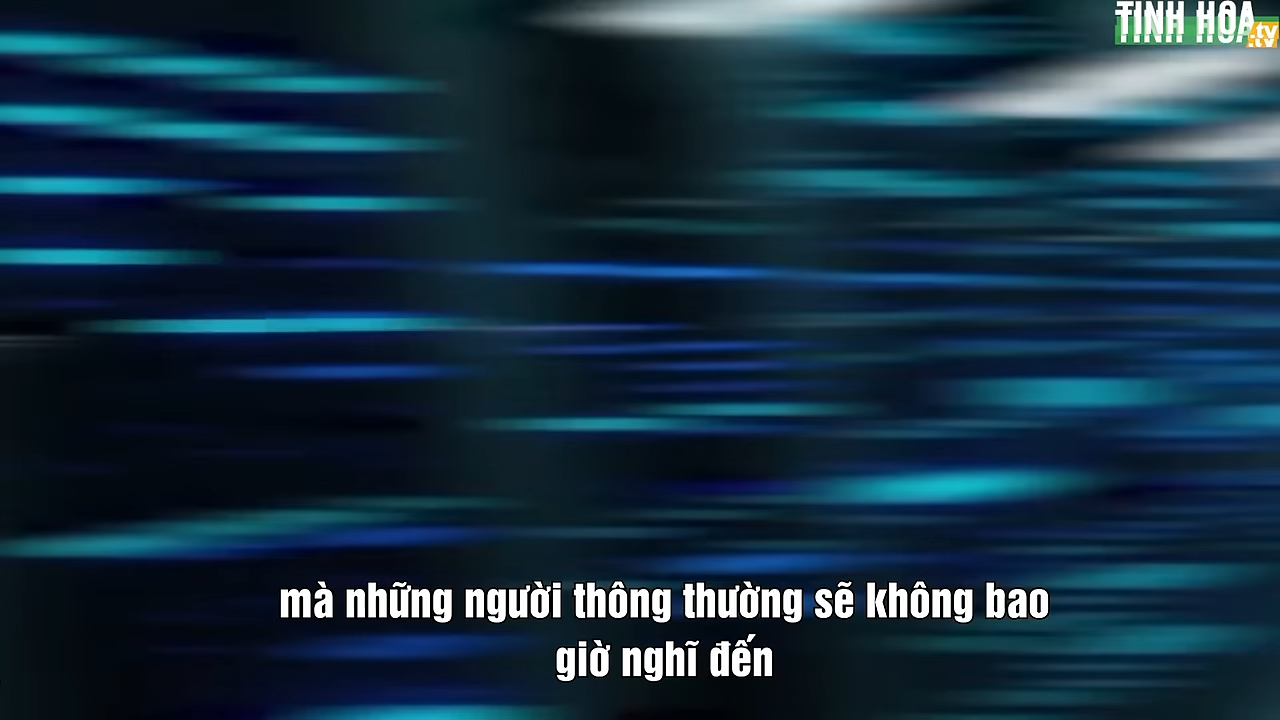 TINH HOA
.tv
mà những người thông thường sẽ không bao
giờ nghĩ đến